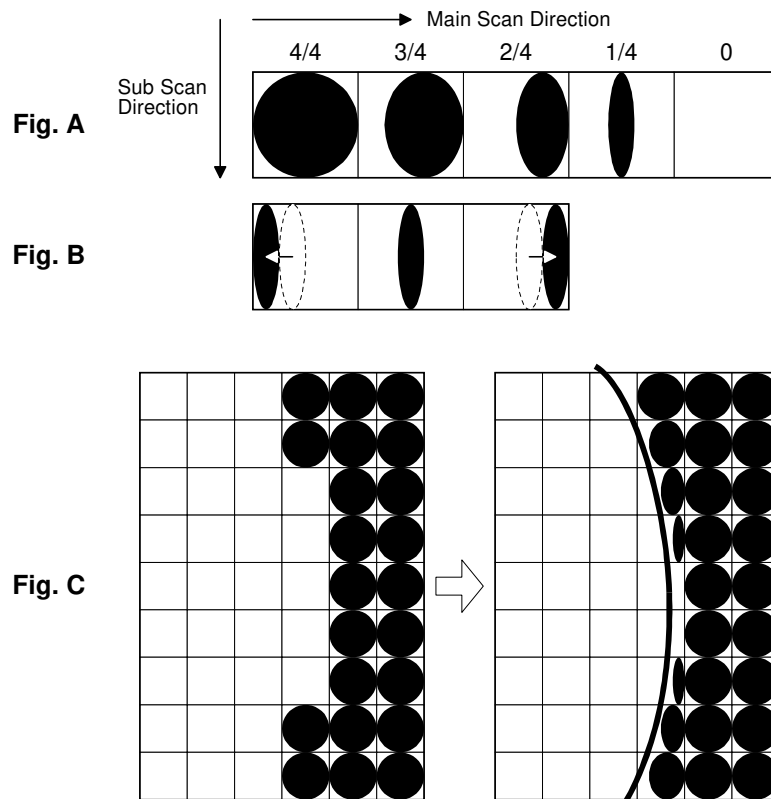 Main Scan Direction
4/4 3/4 2/4 1/4 0
Sub Scan
Direction
Fig. A
Fig. B
Fig. C